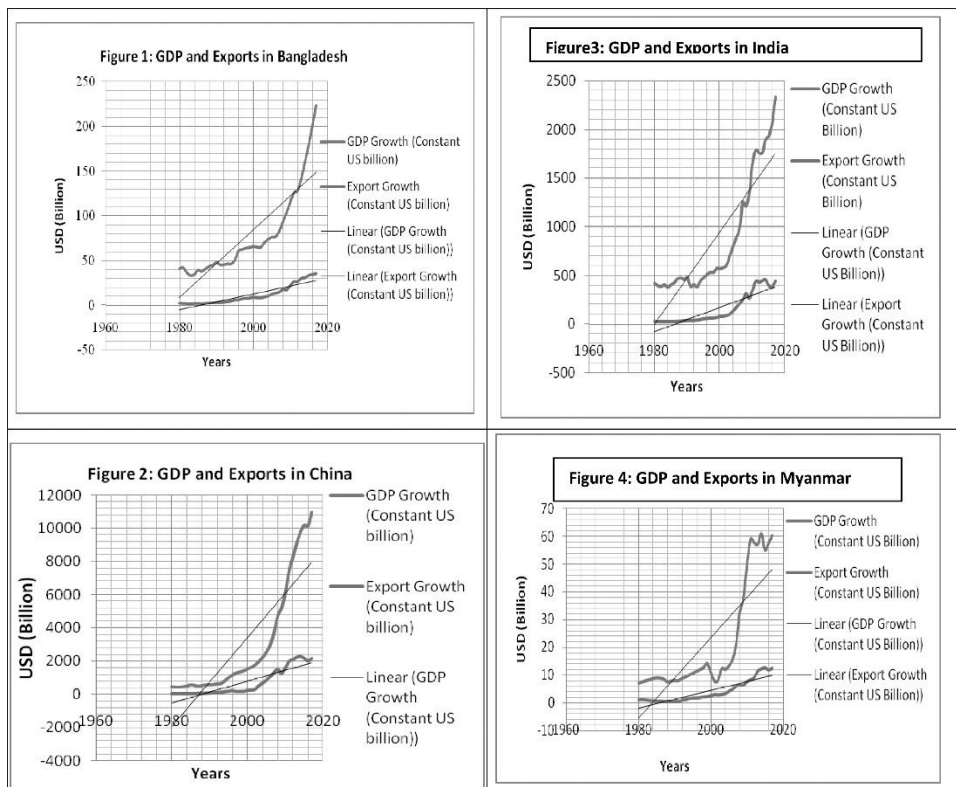 Figure 1: GDP and Exports in Bangladesh
250
200
150
100
50
0
-50
1960
1980
2000
2020
USD (Billion)
Years
GDP Growth (Constant
US billion)
Export Growth
(Constant US billion)
Linear (GDP Growth
(Constant US billion))
Linear (Export Growth
(Constant US billion))
Figure3: GDP and Exports in India
2500
2000
1500
1000
500
0
-500
1960
1980
2000
2020
USD (Billion)
Years
GDP Growth
(Constant US
Billion)
Export Growth
(Constant US
Billion)
Linear (GDP
Growth (Constant
US Billion))
Linear (Export
Growth (Constant
US Billion))
Figure 2: GDP and Exports in China
12000
10000
8000
6000
4000
2000
0
-2000
-4000
1960
1980
2000
2020
USD (Billion)
Years
GDP Growth
(Constant US
billion)
Export Growth
(Constant US
billion)
Linear (GDP
Growth
(Constant US
billion))
Figure 4: GDP and Exports in Myanmar
70
60
50
40
30
20
10
0
-10
1960
1980
2000
2020
USD (Billion)
Years
GDP Growth
(Constant US Billion)
Export Growth
(Constant US Billion)
Linear (GDP Growth
(Constant US Billion))
Linear (Export Growth
(Constant US Billion))